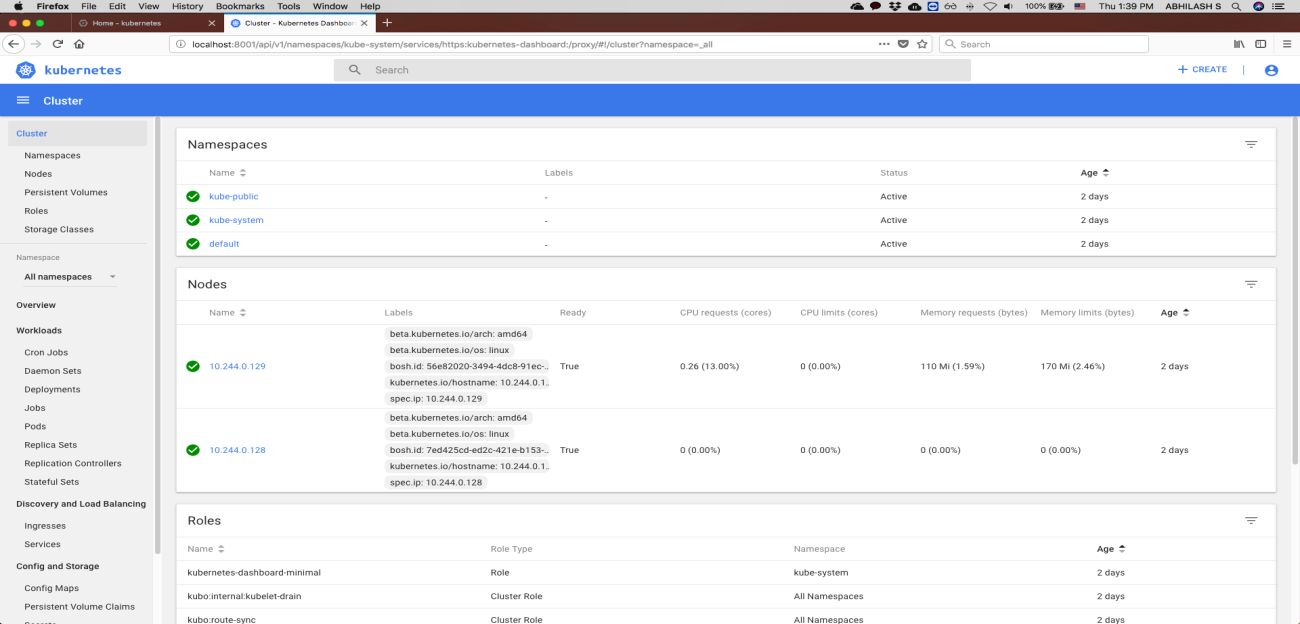 Firefox File Edit View History Bookmarks Tools Window Help 100% Thu 1:39 PM ABHILASH S
Home - kubernetes
Cluster - Kubernetes Dashboard
localhost:8001/api/v1/namespaces/kube-system/services/https:kubernetes-dashboard:/proxy/#!/cluster?namespace=_all
Search
kubernetes
Search
+ CREATE
Cluster
Cluster
Namespaces
Nodes
Persistent Volumes
Roles
Storage Classes
Namespace
All namespaces
Overview
Workloads
Cron Jobs
Daemon Sets
Deployments
Jobs
Pods
Replica Sets
Replication Controllers
Stateful Sets
Discovery and Load Balancing
Ingresses
Services
Config and Storage
Config Maps
Persistent Volume Claims
Namespaces
Name Labels Status Age
kube-public - Active 2 days
kube-system - Active 2 days
default - Active 2 days
Nodes
Name Labels Ready CPU requests (cores) CPU limits (cores) Memory requests (bytes) Memory limits (bytes) Age
beta.kubernetes.io/arch: amd64
beta.kubernetes.io/os: linux
10.244.0.129 bosh.id: 56e82020-3494-4dc8-91ec-.. True 0.26 (13.00%) 0 (0.00%) 110 Mi (1.59%) 170 Mi (2.46%) 2 days
kubernetes.io/hostname: 10.244.0.1..
spec.ip: 10.244.0.129
beta.kubernetes.io/arch: amd64
beta.kubernetes.io/os: linux
10.244.0.128 bosh.id: 7ed425cd-ed2c-421e-b153-.. True 0 (0.00%) 0 (0.00%) 0 (0.00%) 0 (0.00%) 2 days
kubernetes.io/hostname: 10.244.0.1..
spec.ip: 10.244.0.128
Roles
Name Role Type Namespace Age
kubernetes-dashboard-minimal Role kube-system 2 days
kubo:internal:kubelet-drain Cluster Role All Namespaces 2 days
kubo:route-sync Cluster Role All Namespaces 2 days